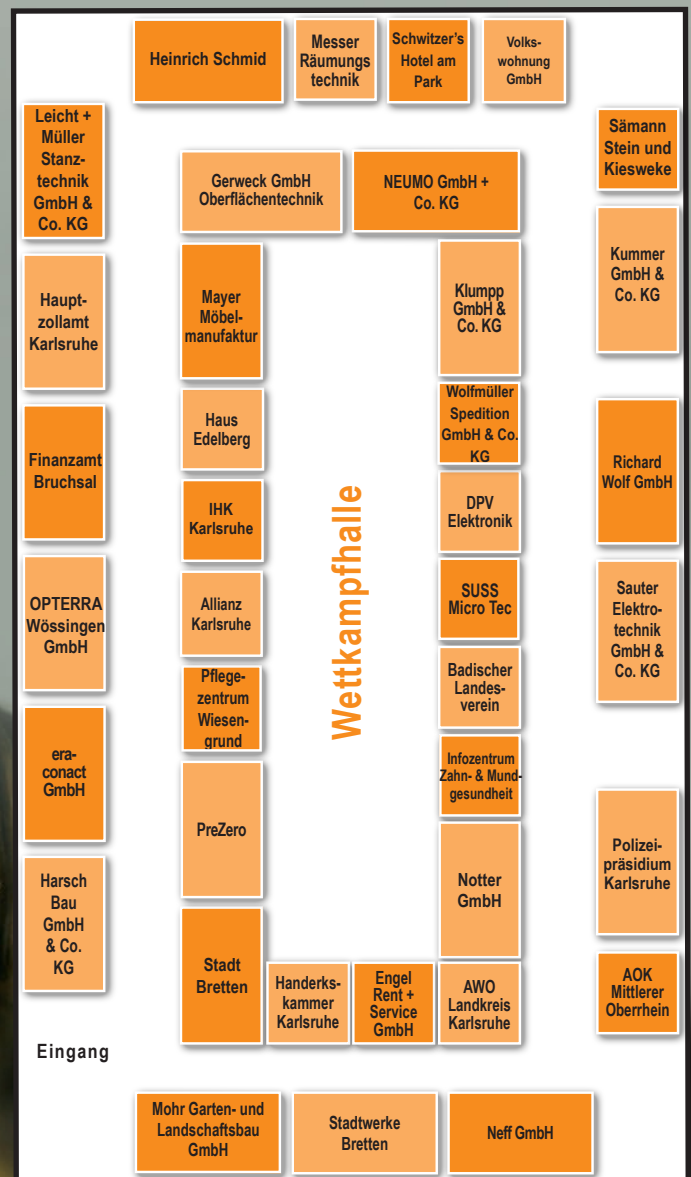 Heinrich Schmid
Messer
Räumungs
technik
Schwitzer's
Hotel am
Park
Volks-
wohnung
GmbH
Leicht +
Müller
Stanz-
technik
GmbH &
Co. KG
Haupt-
zollamt
Karlsruhe
Finanzamt
Bruchsal
OPTERRA
Wössingen
GmbH
era-
conact
GmbH
Harsch
Bau
GmbH
& Co.
KG
Eingang
Gerweck GmbH
Oberflächentechnik
NEUMO GmbH +
Co. KG
Mayer
Möbel-
manufaktur
Haus
Edelberg
IHK
Karlsruhe
Allianz
Karlsruhe
Pflege-
zentrum
Wiesen-
grund
PreZero
Stadt
Bretten
Handerks-
kammer
Karlsruhe
Engel
Rent +
Service
GmbH
AWO
Landkreis
Karlsruhe
Wettkampfhalle
Klumpp
GmbH &
Co. KG
Wolfmüller
Spedition
GmbH & Co.
KG
DPV
Elektronik
SUSS
Micro Tec
Badischer
Landes-
verein
Infozentrum
Zahn- & Mund-
gesundheit
Notter
GmbH
Sämann
Stein und
Kiesweke
Kummer
GmbH &
Co. KG
Richard
Wolf GmbH
Sauter
Elektro-
technik
GmbH &
Co. KG
Polizei-
präsidium
Karlsruhe
AOK
Mittlerer
Oberrhein
Mohr Garten- und
Landschaftsbau
GmbH
Stadtwerke
Bretten
Neff GmbH